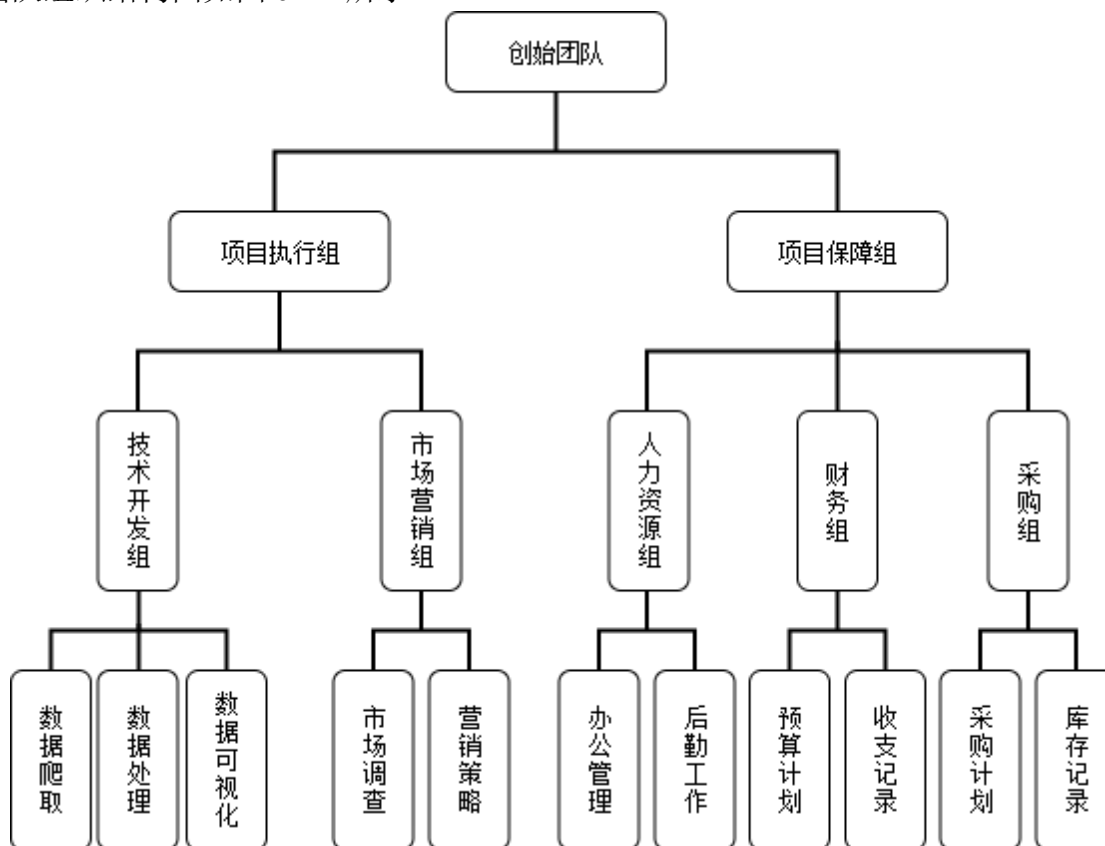 创始团队
项目执行组
项目保障组
技术开发组
市场营销组
人力资源组
财务组
采购组
数据爬取
数据处理
数据可视化
市场调查
营销策略
办公管理
后勤工作
预算计划
收支记录
采购计划
库存记录